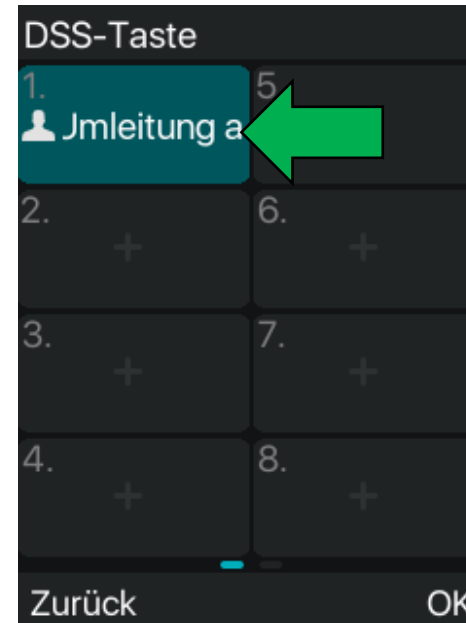 DSS-Taste
1. 5
Jmleitung a
2. 6.
+ +
3. 7.
+ +
4. 8.
+ +
Zurück OK